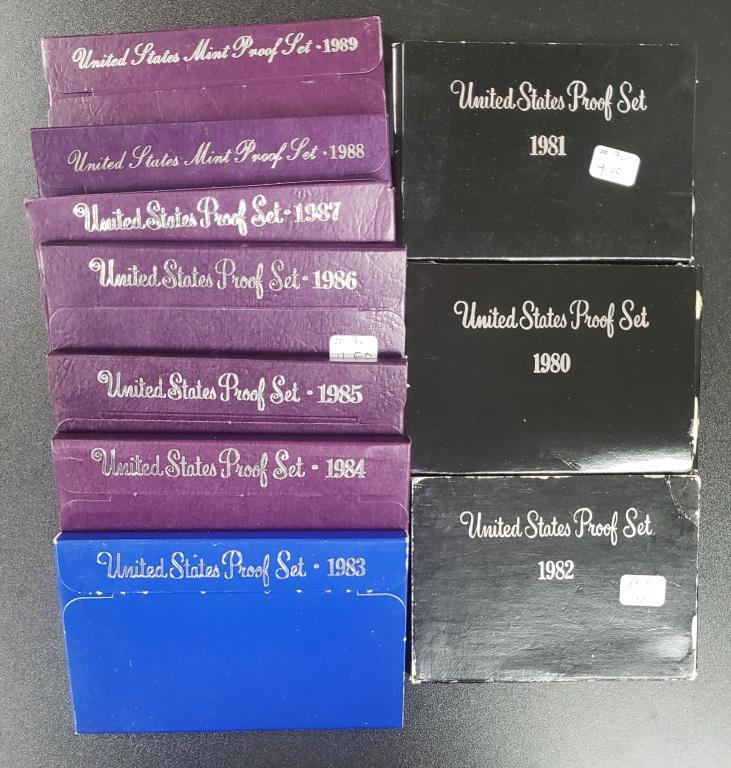 United States Mint Proof Set · 1989
United States Mint Proof Set · 1988
United States Proof Set · 1987
United States Proof Set · 1986
United States Proof Set · 1985
United States Proof Set · 1984
United States Proof Set · 1983
United States Proof Set
1981
4.00
United States Proof Set
1980
United States Proof Set
1982